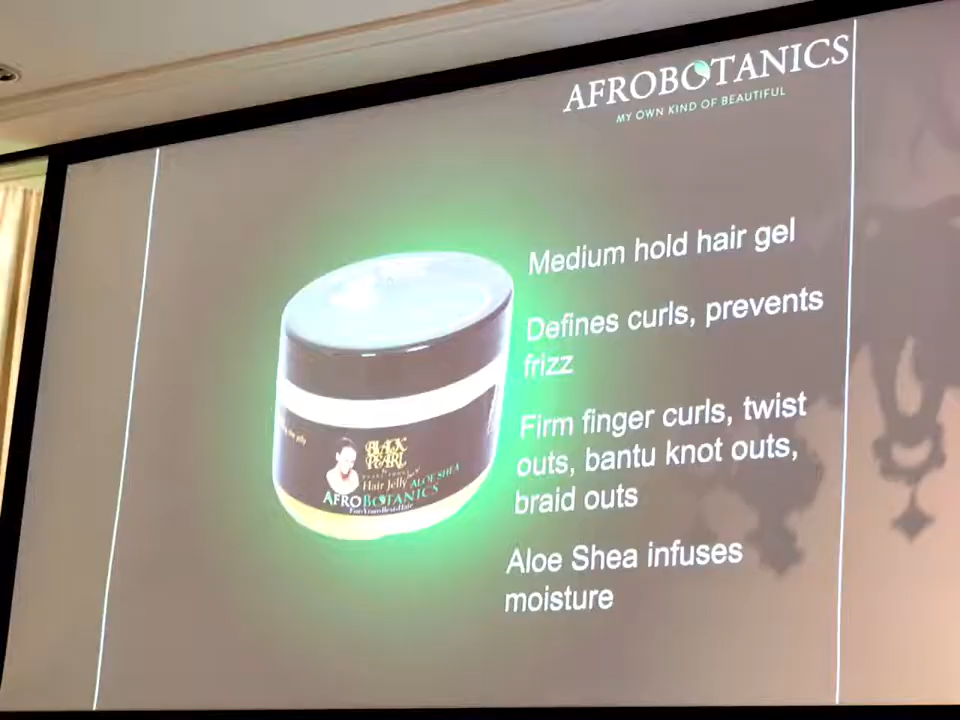 AFROBOTANICS
MY OWN KIND OF BEAUTIFUL
Medium hold hair gel
Defines curls, prevents
frizz
Firm finger curls, twist
outs, bantu knot outs,
braid outs
Aloe Shea infuses
moisture
BLACK
PEARL
Hair Jelly ALOE SHEA
AFROBOTANICS